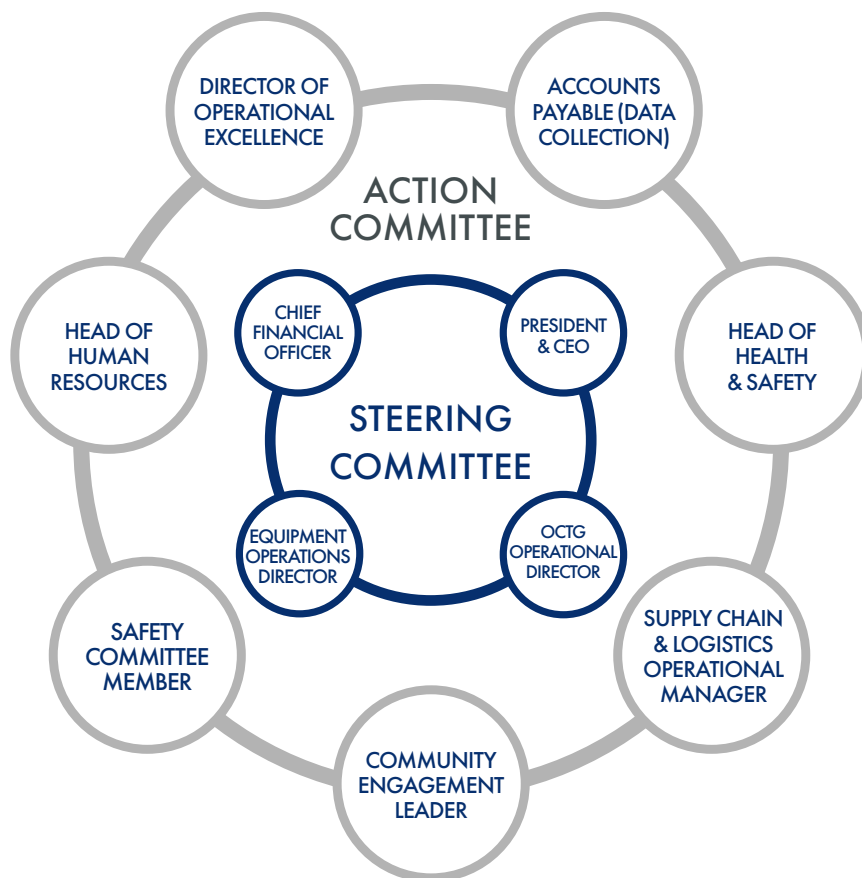 DIRECTOR OF
OPERATIONAL
EXCELLENCE
ACCOUNTS
PAYABLE (DATA
COLLECTION)
ACTION
COMMITTEE
HEAD OF
HUMAN
RESOURCES
CHIEF
FINANCIAL
OFFICER
PRESIDENT
& CEO
HEAD OF
HEALTH
& SAFETY
STEERING
COMMITTEE
EQUIPMENT
OPERATIONS
DIRECTOR
OCTG
OPERATIONAL
DIRECTOR
SAFETY
COMMITTEE
MEMBER
SUPPLY CHAIN
& LOGISTICS
OPERATIONAL
MANAGER
COMMUNITY
ENGAGEMENT
LEADER